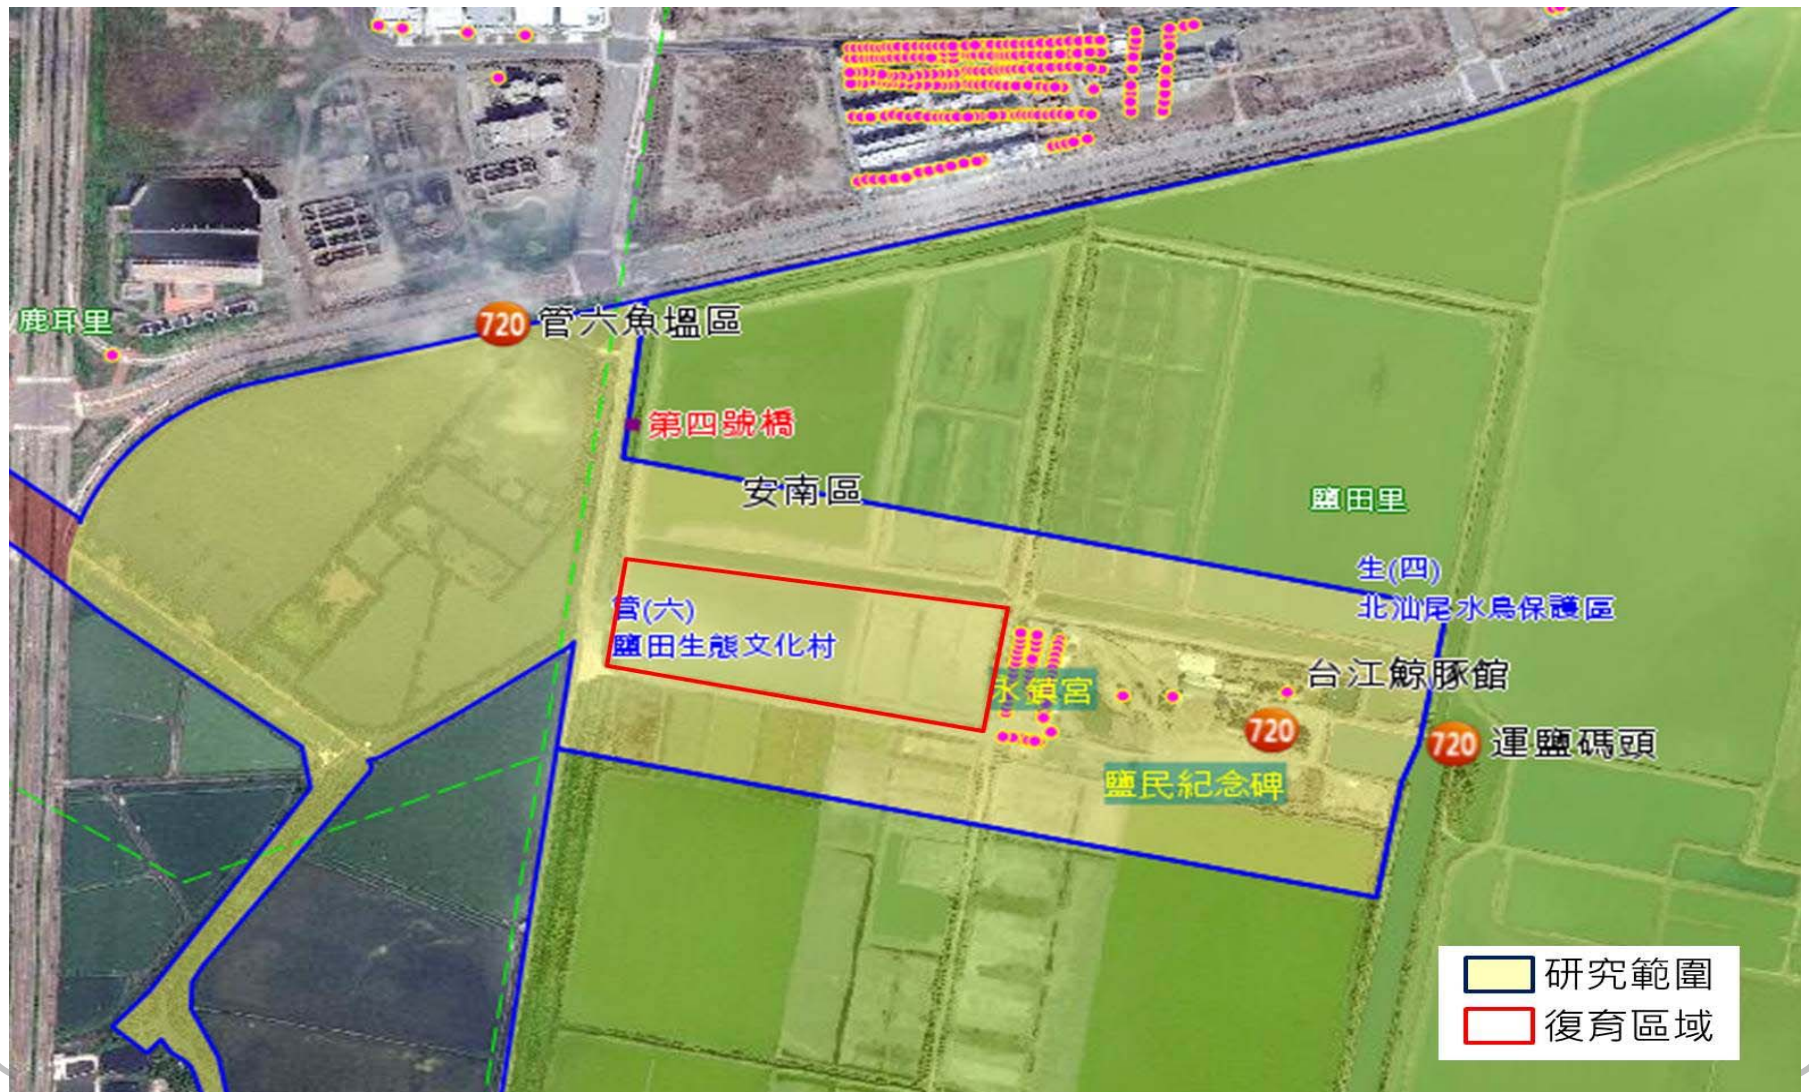 鹿耳里
720
管六魚塭區
第四號橋
安南區
鹽田里
生(四)
北汕尾水鳥保護區
管(六)
鹽田生態文化村
永鎮宮
台江鯨豚館
720
720
運鹽碼頭
鹽民紀念碑
研究範圍
復育區域